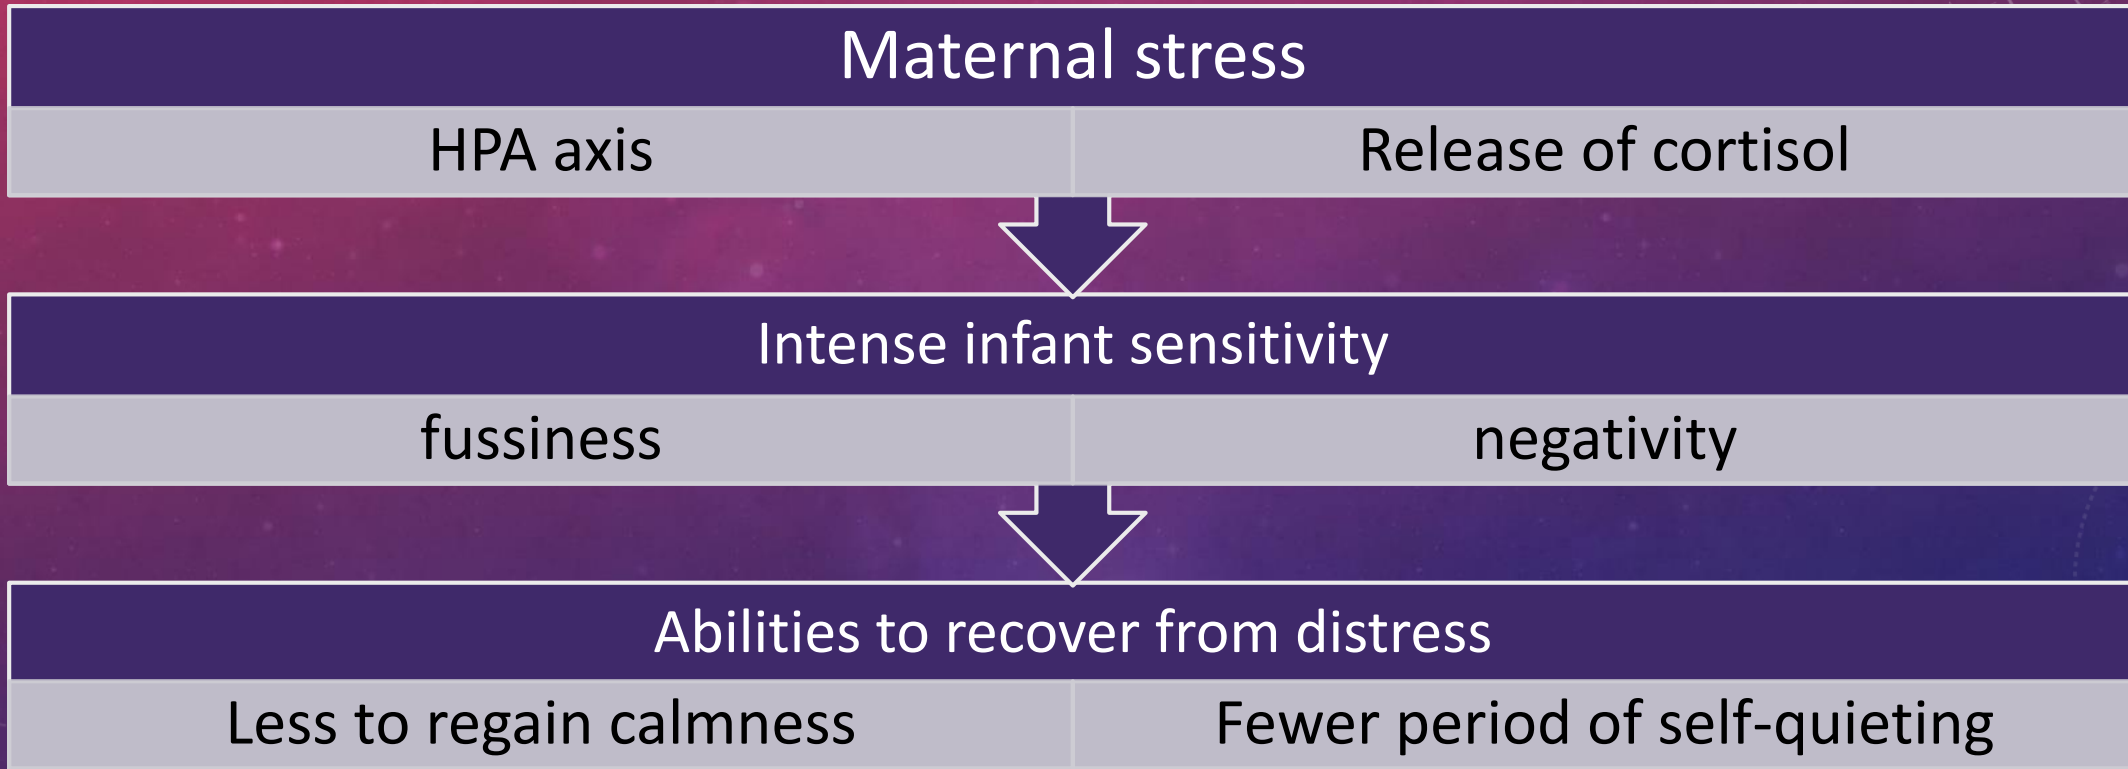 Maternal stress
HPA axis
Release of cortisol
Intense infant sensitivity
fussiness
negativity
Abilities to recover from distress
Less to regain calmness
Fewer period of self-quieting